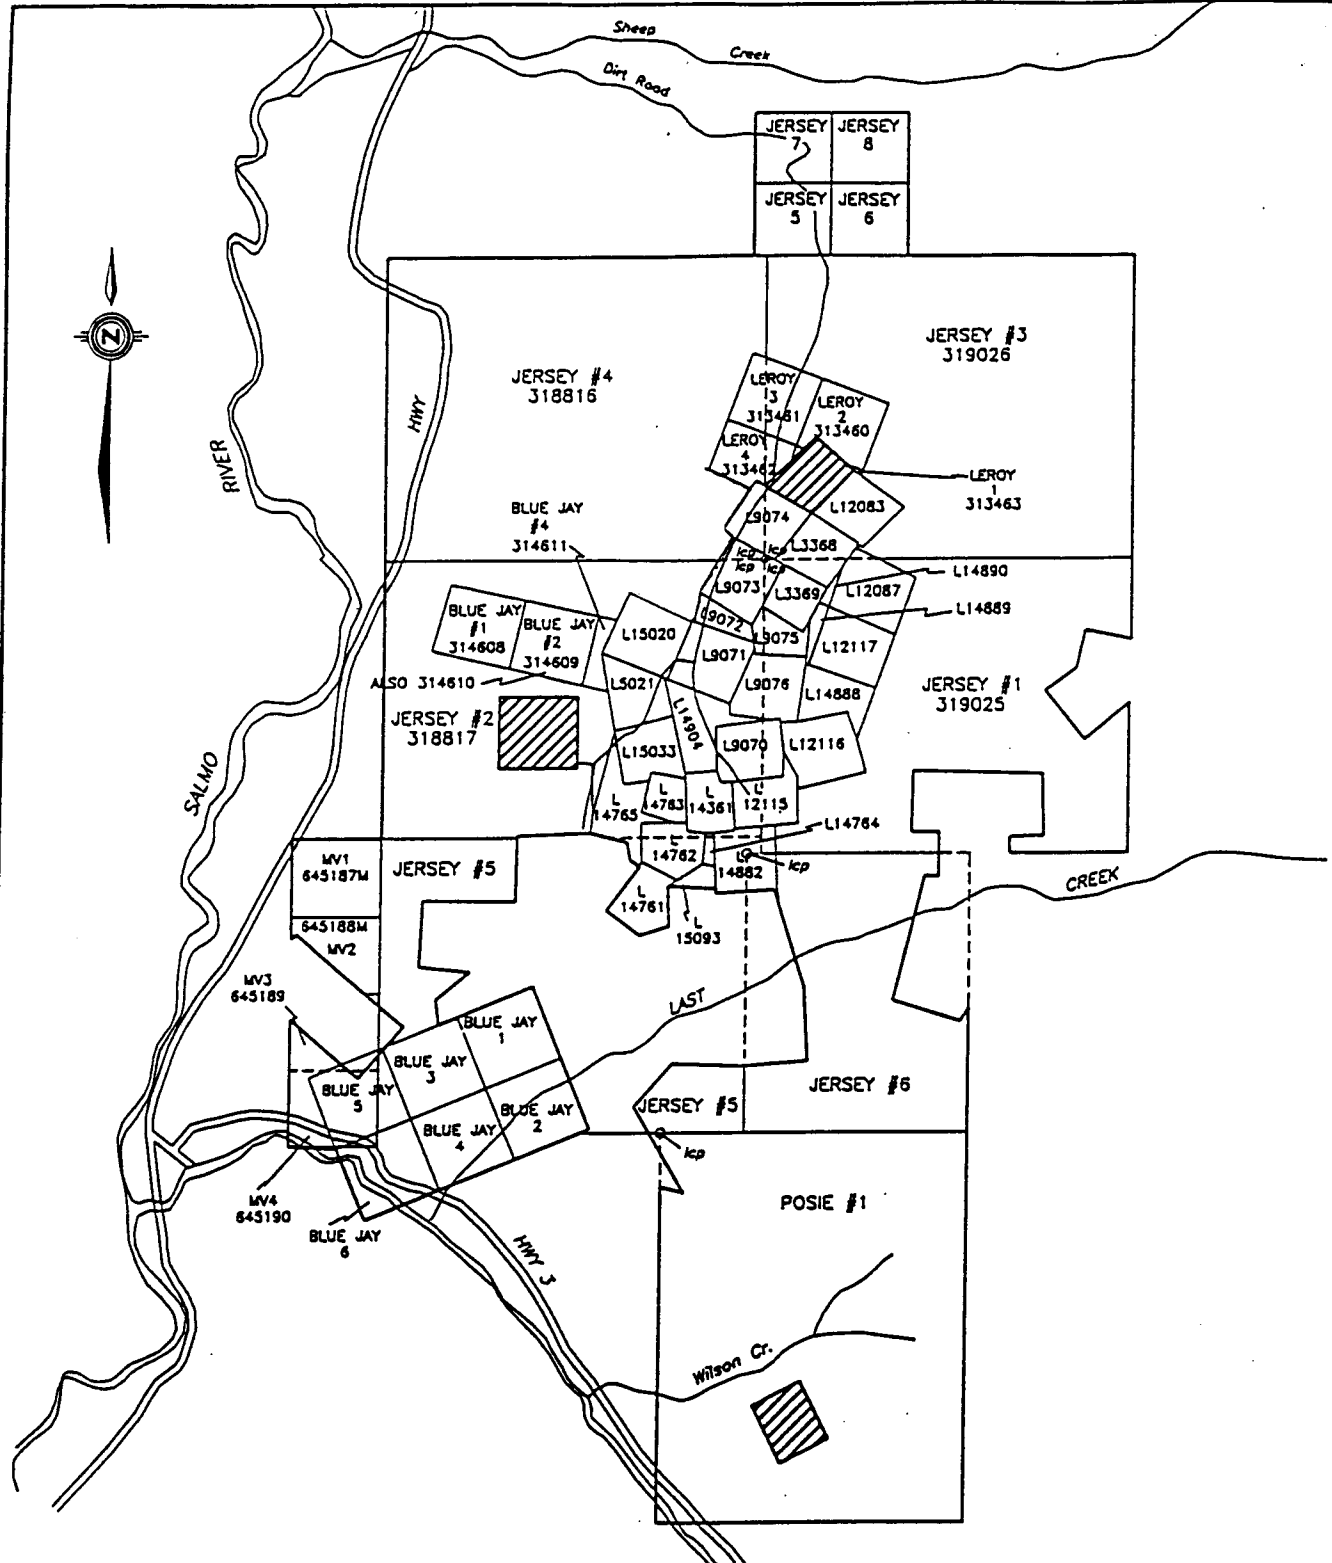 Sheep
Creek
Dirt Road
JERSEY
7
JERSEY
8
JERSEY
5
JERSEY
6
N
JERSEY #3
319026
JERSEY #4
318816
HWY
RIVER
LEROY
3
313461
LEROY
2
313460
LEROY
4
313462
LEROY
1
313463
L12083
L9074
L3368
BLUE JAY
#4
314611
lcp
lcp
lcp
lcp
L9073
L3369
L12087
L14890
L14889
BLUE JAY
#1
314608
BLUE JAY
#2
314609
L15020
L9072
L9075
L9071
L12117
ALSO 314610
L5021
L9076
L14888
JERSEY #1
319025
JERSEY #2
318817
L14904
L15033
L9070
L12116
SALMO
L
14765
L
14763
L
14361
L
12115
L14764
L
14762
L
14882
lcp
MV1
645187M
JERSEY #5
CREEK
L
14761
L
15093
645188M
MV2
MV3
645189
LAST
BLUE JAY
1
BLUE JAY
3
BLUE JAY
5
JERSEY #6
JERSEY #5
BLUE JAY
2
BLUE JAY
4
lcp
MV4
645190
BLUE JAY
6
POSIE #1
HWY 3
Wilson Cr.